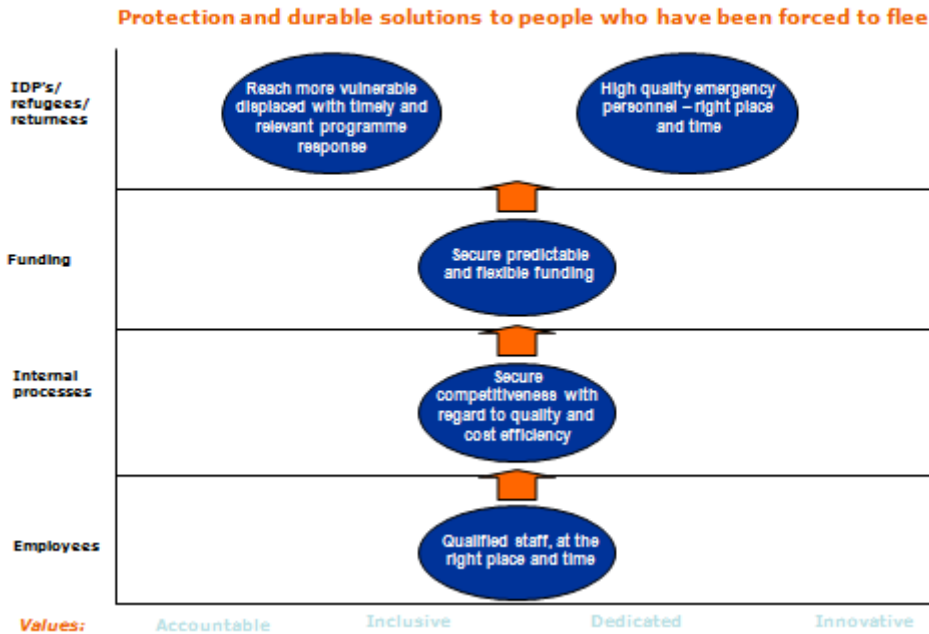 Protection and durable solutions to people who have been forced to flee
IDP's/
refugees/
returnees
Reach more vulnerable
displaced with timely and
relevant programme
response
High quality emergency
personnel – right place
and time
Funding
Secure predictable
and flexible funding
Internal
processes
Secure
competitiveness with
regard to quality and
cost efficiency
Employees
Qualified staff, at the
right place and time
Values:
Accountable
Inclusive
Dedicated
Innovative